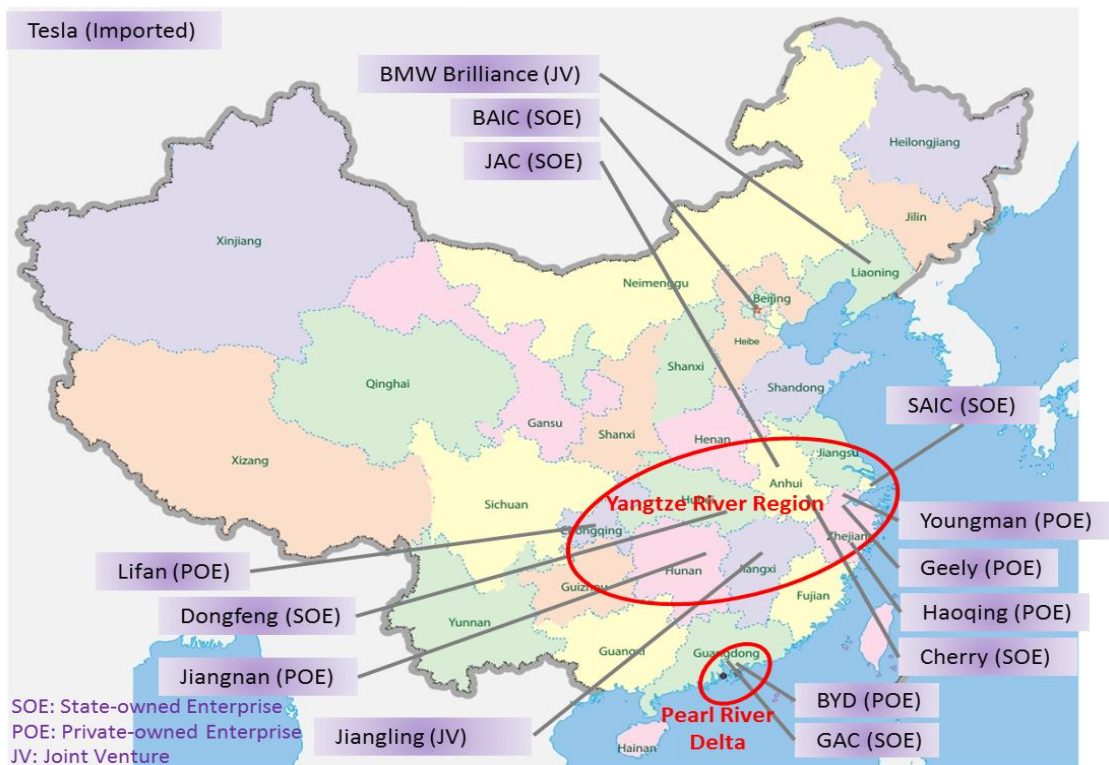 Tesla (Imported)
BMW Brilliance (JV)
BAIC (SOE)
JAC (SOE)
Heilongjiang
Jilin
Xinjiang
Liaoning
Neimenggu
Beijing
Heibe
Shanxi
Shandong
Qinghai
Gansu
Shanxi
Henan
SAIC (SOE)
Jiangsu
Xizang
Anhui
Sichuan
Hubei
Yangtze River Region
Youngman (POE)
Chongqing
Zhejiang
Lifan (POE)
Geely (POE)
Hunan
Jiangxi
Guizhou
Fujian
Haoqing (POE)
Dongfeng (SOE)
Yunnan
Guangxi
Guangdong
Cherry (SOE)
Jiangnan (POE)
BYD (POE)
SOE: State-owned Enterprise
POE: Private-owned Enterprise
JV: Joint Venture
Jiangling (JV)
Pearl River
Delta
GAC (SOE)
Hainan